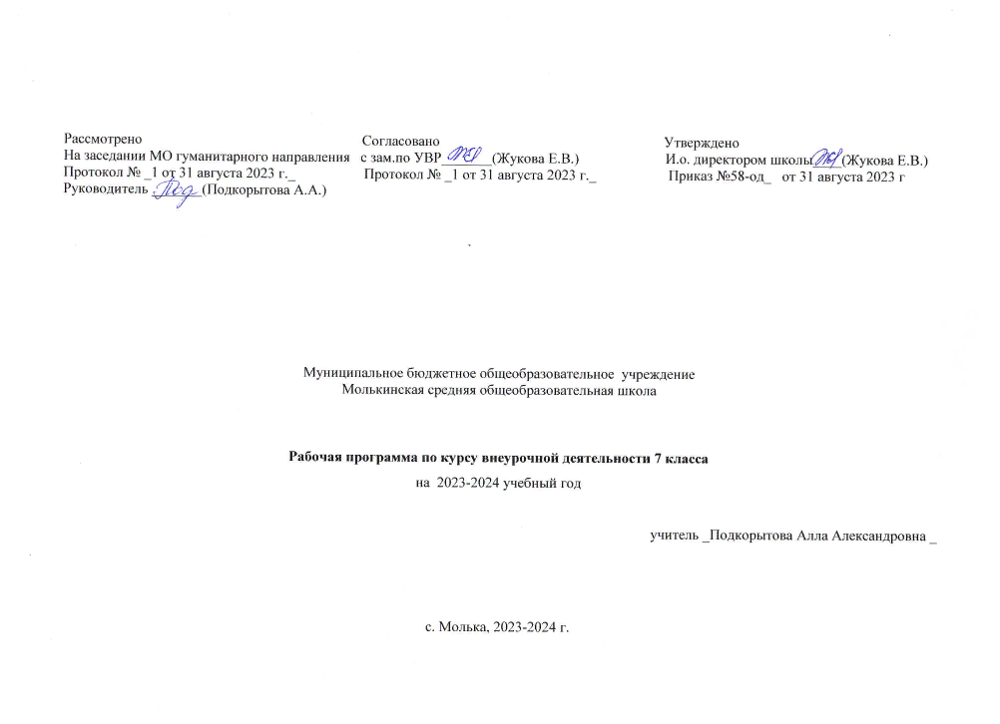 Рассмотрено
На заседании МО гуманитарного направления
Протокол № _1 от 31 августа 2023 г._
Руководитель _______(Подкорытова А.А.)
Согласовано
с зам.по УВР_______(Жукова Е.В.)
Протокол № _1 от 31 августа 2023 г._
Утверждено
И.о. директором школы____(Жукова Е.В.)
Приказ №58-од_ от 31 августа 2023 г
Муниципальное бюджетное общеобразовательное учреждение
Молькинская средняя общеобразовательная школа
Рабочая программа по курсу внеурочной деятельности 7 класса
на 2023-2024 учебный год
учитель _Подкорытова Алла Александровна _
с. Молька, 2023-2024 г.